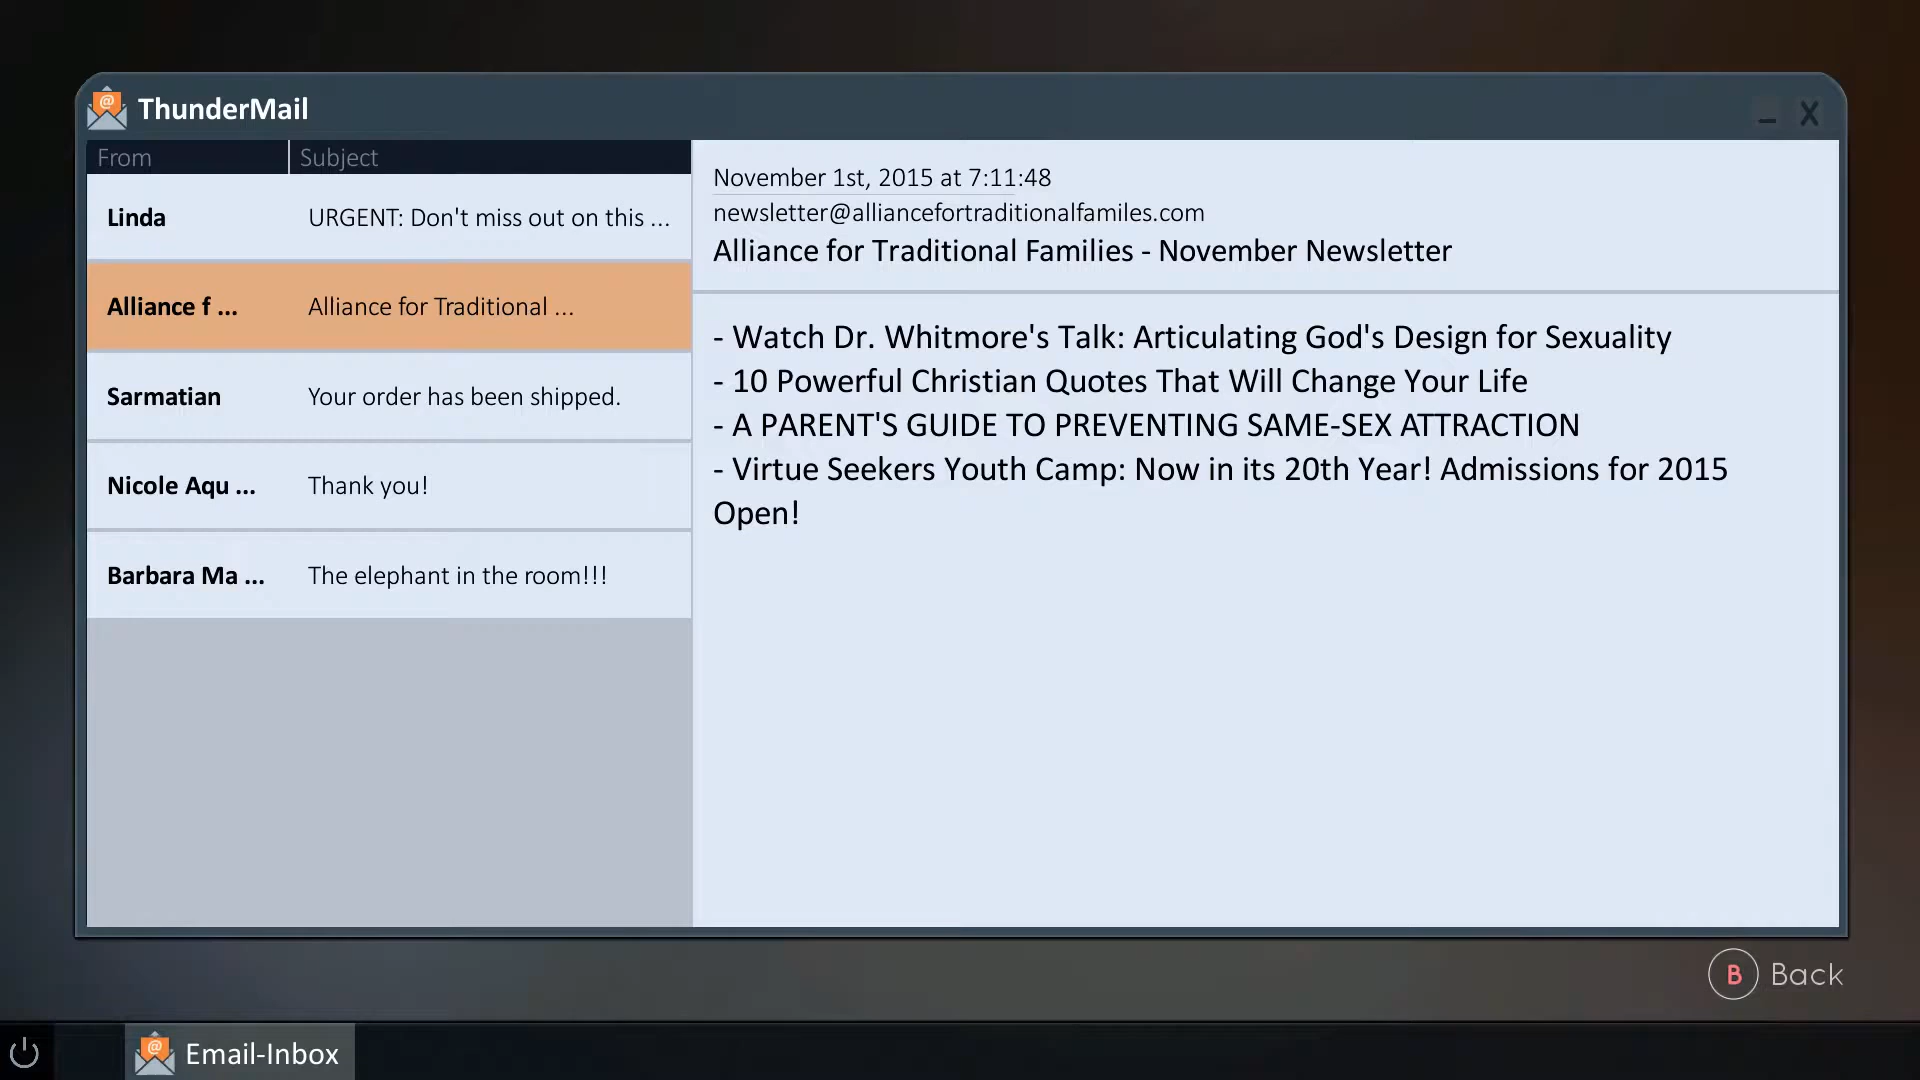 ThunderMail
_ X
From Subject
Linda URGENT: Don't miss out on this ...
Alliance f ... Alliance for Traditional ...
Sarmatian Your order has been shipped.
Nicole Aqu ... Thank you!
Barbara Ma ... The elephant in the room!!!
November 1st, 2015 at 7:11:48
newsletter@alliancefortraditionalfamiles.com
Alliance for Traditional Families - November Newsletter
- Watch Dr. Whitmore's Talk: Articulating God's Design for Sexuality
- 10 Powerful Christian Quotes That Will Change Your Life
- A PARENT'S GUIDE TO PREVENTING SAME-SEX ATTRACTION
- Virtue Seekers Youth Camp: Now in its 20th Year! Admissions for 2015
Open!
B Back
Email-Inbox